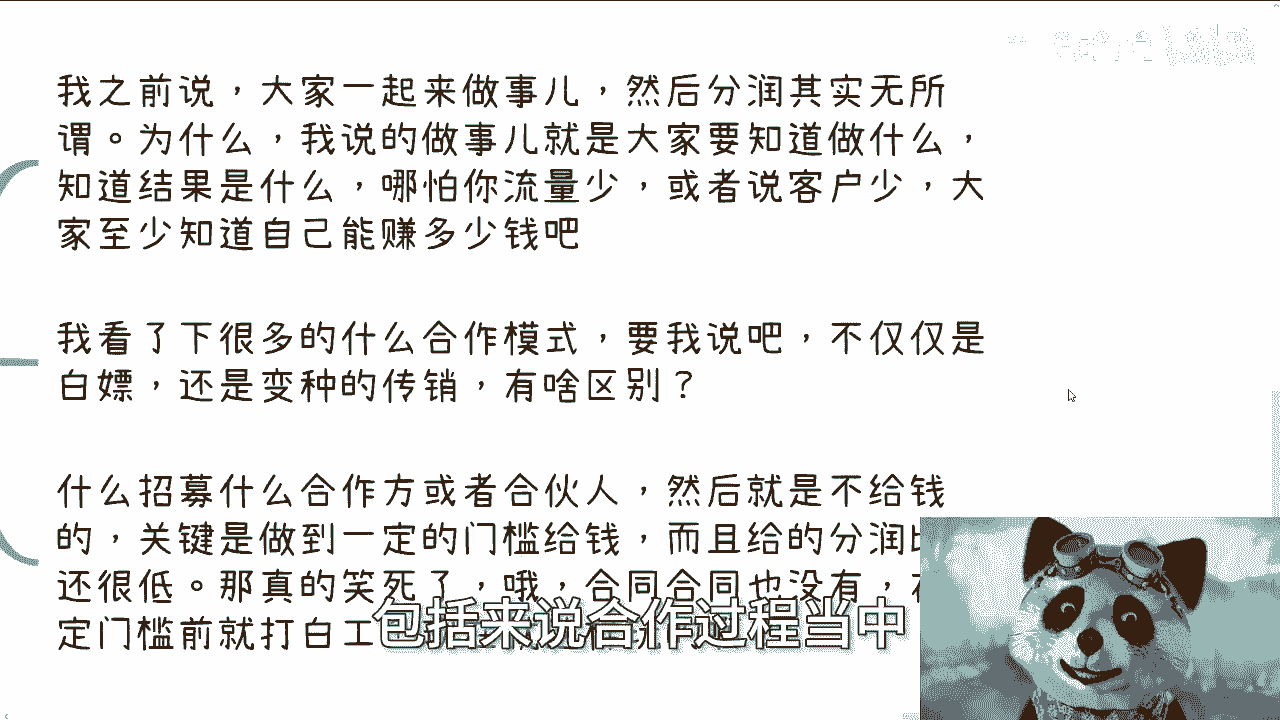 我之前说，大家一起来做事儿，然后分润其实无所
谓。为什么，我说的做事儿就是大家要知道做什么，
知道结果是什么，哪怕你流量少，或者说客户少，大
家至少知道自己能赚多少钱吧
我看了下很多的什么合作模式，要我说吧，不仅仅是
白嫖，还是变种的传销，有啥区别？
什么招募什么合作方或者合伙人，然后就是不给钱
的，关键是做到一定的门槛给钱，而且给的分润
还很低。那真的笑死了，哦，合同合同也没有，
定门槛前就打白工
包括来说合作过程当中